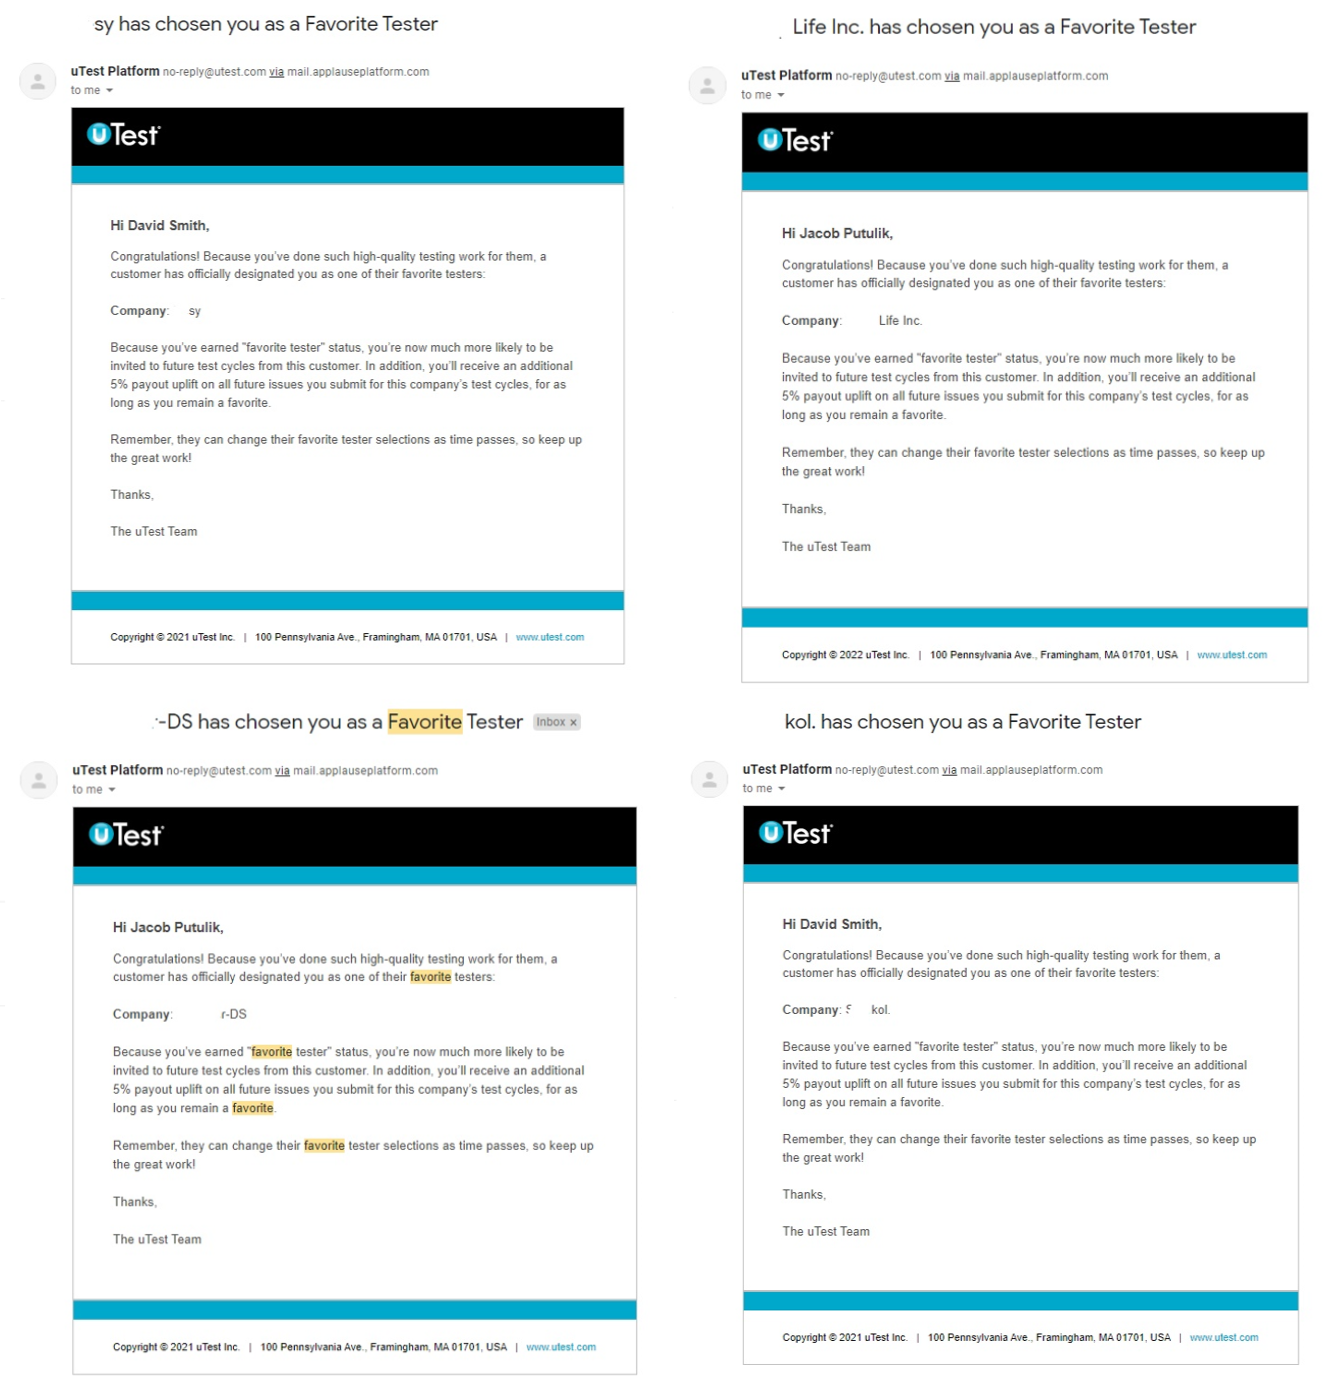 sy has chosen you as a Favorite Tester
uTest Platform no-reply@utest.com via mail.applauseplatform.com
to me
uTest
Hi David Smith,
Congratulations! Because you've done such high-quality testing work for them, a
customer has officially designated you as one of their favorite testers:
Company: sy
Because you've earned "favorite tester" status, you're now much more likely to be
invited to future test cycles from this customer. In addition, you'll receive an additional
5% payout uplift on all future issues you submit for this company's test cycles, for as
long as you remain a favorite.
Remember, they can change their favorite tester selections as time passes, so keep up
the great work!
Thanks,
The uTest Team
Copyright © 2021 uTest Inc. | 100 Pennsylvania Ave., Framingham, MA 01701, USA | www.utest.com
Life Inc. has chosen you as a Favorite Tester
uTest Platform no-reply@utest.com via mail.applauseplatform.com
to me
uTest
Hi Jacob Putulik,
Congratulations! Because you've done such high-quality testing work for them, a
customer has officially designated you as one of their favorite testers:
Company: Life Inc.
Because you've earned "favorite tester" status, you're now much more likely to be
invited to future test cycles from this customer. In addition, you'll receive an additional
5% payout uplift on all future issues you submit for this company's test cycles, for as
long as you remain a favorite.
Remember, they can change their favorite tester selections as time passes, so keep up
the great work!
Thanks,
The uTest Team
Copyright © 2022 uTest Inc. | 100 Pennsylvania Ave., Framingham, MA 01701, USA | www.utest.com
-DS has chosen you as a Favorite Tester Inbox x
uTest Platform no-reply@utest.com via mail.applauseplatform.com
to me
uTest
Hi Jacob Putulik,
Congratulations! Because you've done such high-quality testing work for them, a
customer has officially designated you as one of their favorite testers:
Company: r-DS
Because you've earned "favorite tester" status, you're now much more likely to be
invited to future test cycles from this customer. In addition, you'll receive an additional
5% payout uplift on all future issues you submit for this company's test cycles, for as
long as you remain a favorite.
Remember, they can change their favorite tester selections as time passes, so keep up
the great work!
Thanks,
The uTest Team
Copyright © 2021 uTest Inc. | 100 Pennsylvania Ave., Framingham, MA 01701, USA | www.utest.com
kol. has chosen you as a Favorite Tester
uTest Platform no-reply@utest.com via mail.applauseplatform.com
to me
uTest
Hi David Smith,
Congratulations! Because you've done such high-quality testing work for them, a
customer has officially designated you as one of their favorite testers:
Company: kol.
Because you've earned "favorite tester" status, you're now much more likely to be
invited to future test cycles from this customer. In addition, you'll receive an additional
5% payout uplift on all future issues you submit for this company's test cycles, for as
long as you remain a favorite.
Remember, they can change their favorite tester selections as time passes, so keep up
the great work!
Thanks,
The uTest Team
Copyright © 2021 uTest Inc. | 100 Pennsylvania Ave., Framingham, MA 01701, USA | www.utest.com